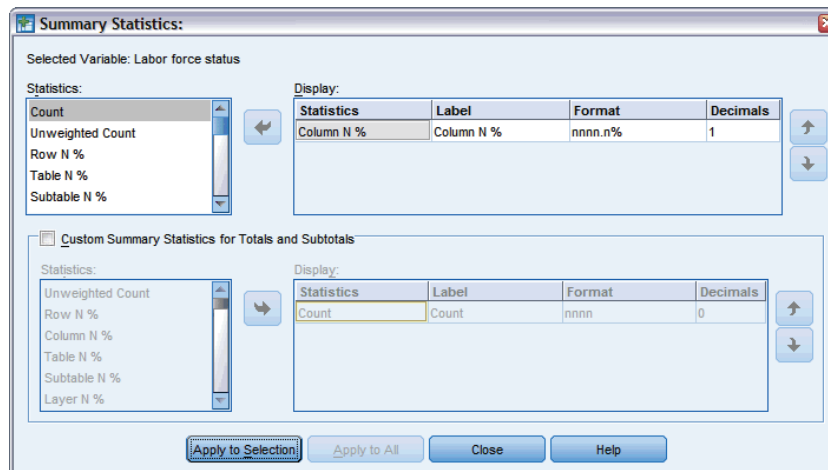 Summary Statistics:
Selected Variable: Labor force status
Statistics:
Count
Unweighted Count
Row N %
Table N %
Subtable N %
Display:
Statistics Label Format Decimals
Column N % Column N % nnnn.n% 1
Custom Summary Statistics for Totals and Subtotals
Statistics:
Unweighted Count
Row N %
Column N %
Table N %
Subtable N %
Layer N %
Display:
Statistics Label Format Decimals
Count Count nnnn 0
Apply to Selection Apply to All Close Help